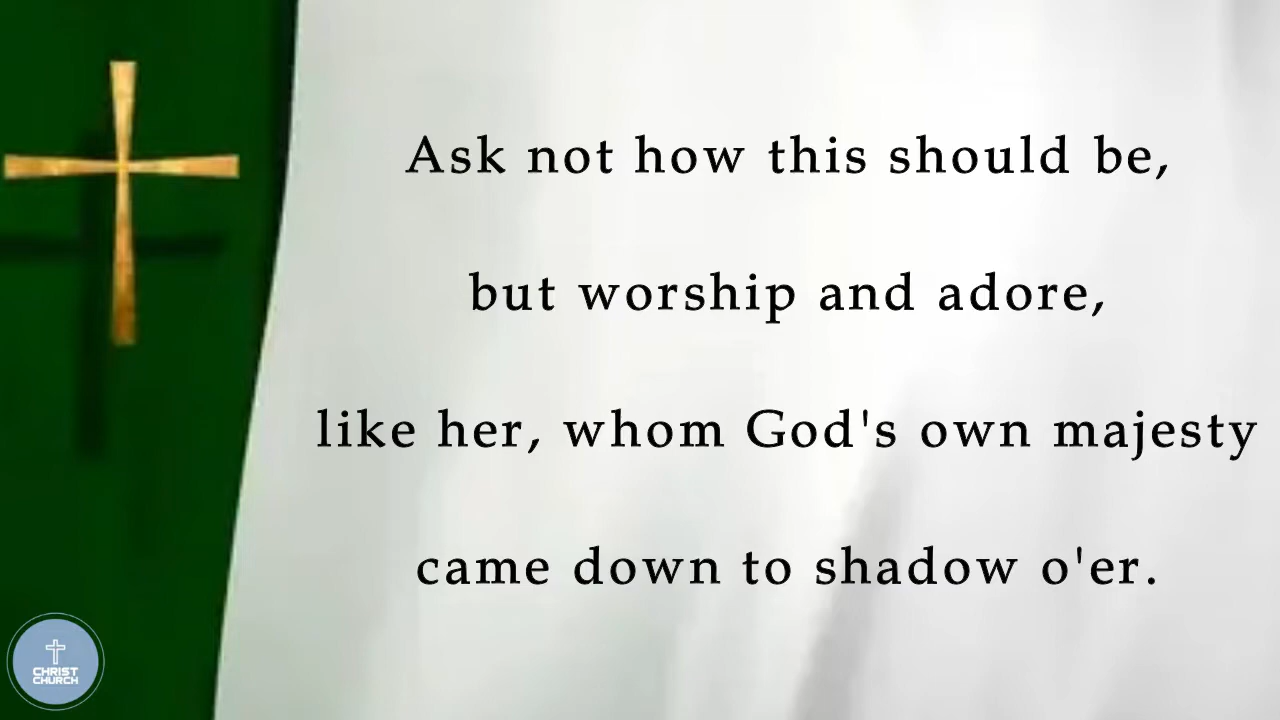 Ask not how this should be,
but worship and adore,
like her, whom God's own majesty
came down to shadow o'er.
CHRIST
CHURCH